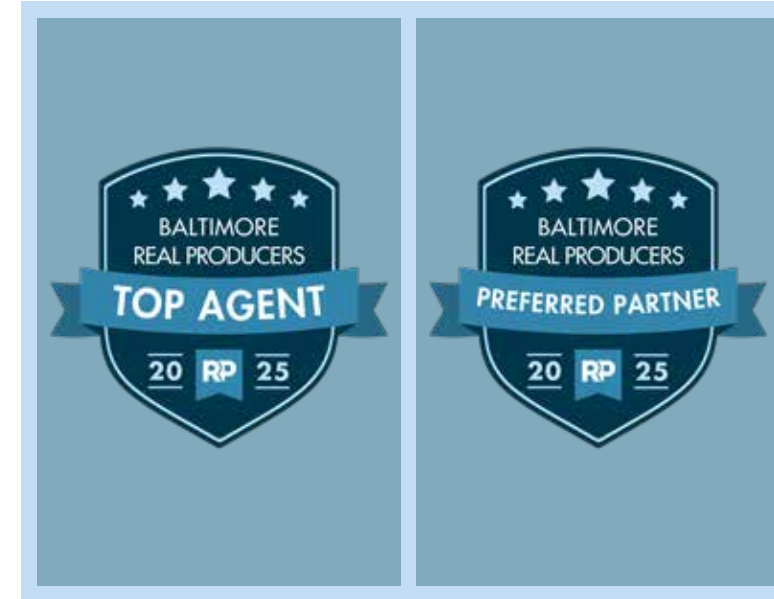 BALTIMORE
REAL PRODUCERS
TOP AGENT
20 RP 25
BALTIMORE
REAL PRODUCERS
PREFERRED PARTNER
20 RP 25